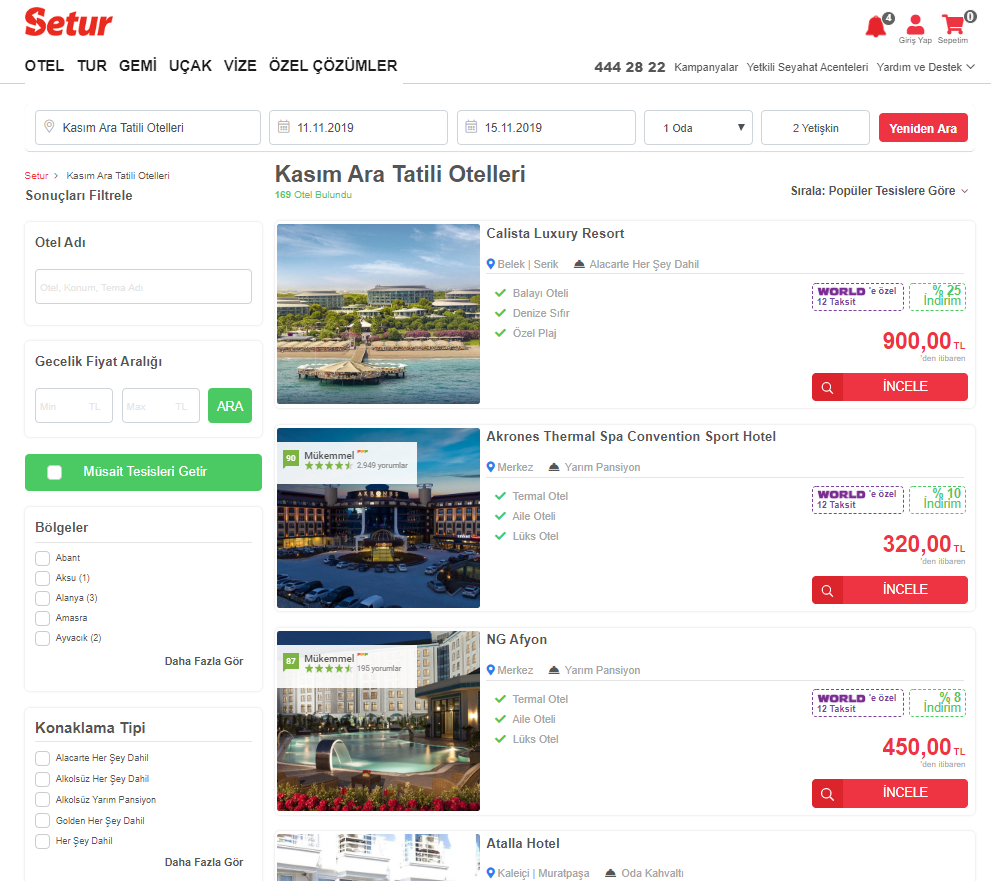 Setur
4
0
Giriş Yap
Sepetim
OTEL TUR GEMİ UÇAK VİZE ÖZEL ÇÖZÜMLER
444 28 22 Kampanyalar Yetkili Seyahat Acenteleri Yardım ve Destek
Kasım Ara Tatili Otelleri
11.11.2019
15.11.2019
1 Oda
2 Yetişkin
Yeniden Ara
Setur > Kasım Ara Tatili Otelleri
Sonuçları Filtrele
Kasım Ara Tatili Otelleri
169 Otel Bulundu
Sırala: Popüler Tesislere Göre
Otel Adı
Otel, Konum, Tema Adı
Gecelik Fiyat Aralığı
Min TL
Max TL
ARA
Müsait Tesisleri Getir
Bölgeler
Abant
Aksu (1)
Alanya (3)
Amasra
Ayvacık (2)
Daha Fazla Gör
Konaklama Tipi
Alacarte Her Şey Dahil
Alkolsüz Her Şey Dahil
Alkolsüz Yarım Pansiyon
Golden Her Şey Dahil
Her Şey Dahil
Daha Fazla Gör
Calista Luxury Resort
Belek | Serik
Alacarte Her Şey Dahil
Balayı Oteli
Denize Sıfır
Özel Plaj
WORLD 'e özel
12 Taksit
% 25
İndirim
900,00 TL
'den itibaren
İNCELE
90
Mükemmel
2.949 yorumlar
AKRONES
Akrones Thermal Spa Convention Sport Hotel
Merkez
Yarım Pansiyon
Termal Otel
Aile Oteli
Lüks Otel
WORLD 'e özel
12 Taksit
% 10
İndirim
320,00 TL
'den itibaren
İNCELE
87
Mükemmel
195 yorumlar
NG Afyon
Merkez
Yarım Pansiyon
Termal Otel
Aile Oteli
Lüks Otel
WORLD 'e özel
12 Taksit
% 8
İndirim
450,00 TL
'den itibaren
İNCELE
Atalla Hotel
Kaleiçi | Muratpaşa
Oda Kahvaltı